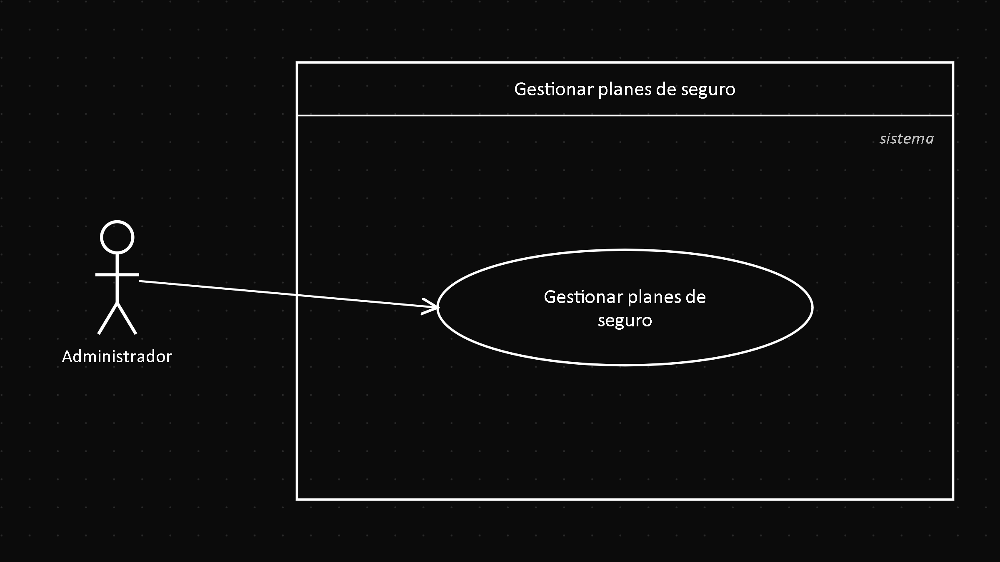 Gestionar planes de seguro
sistema
Gestionar planes de
seguro
Administrador